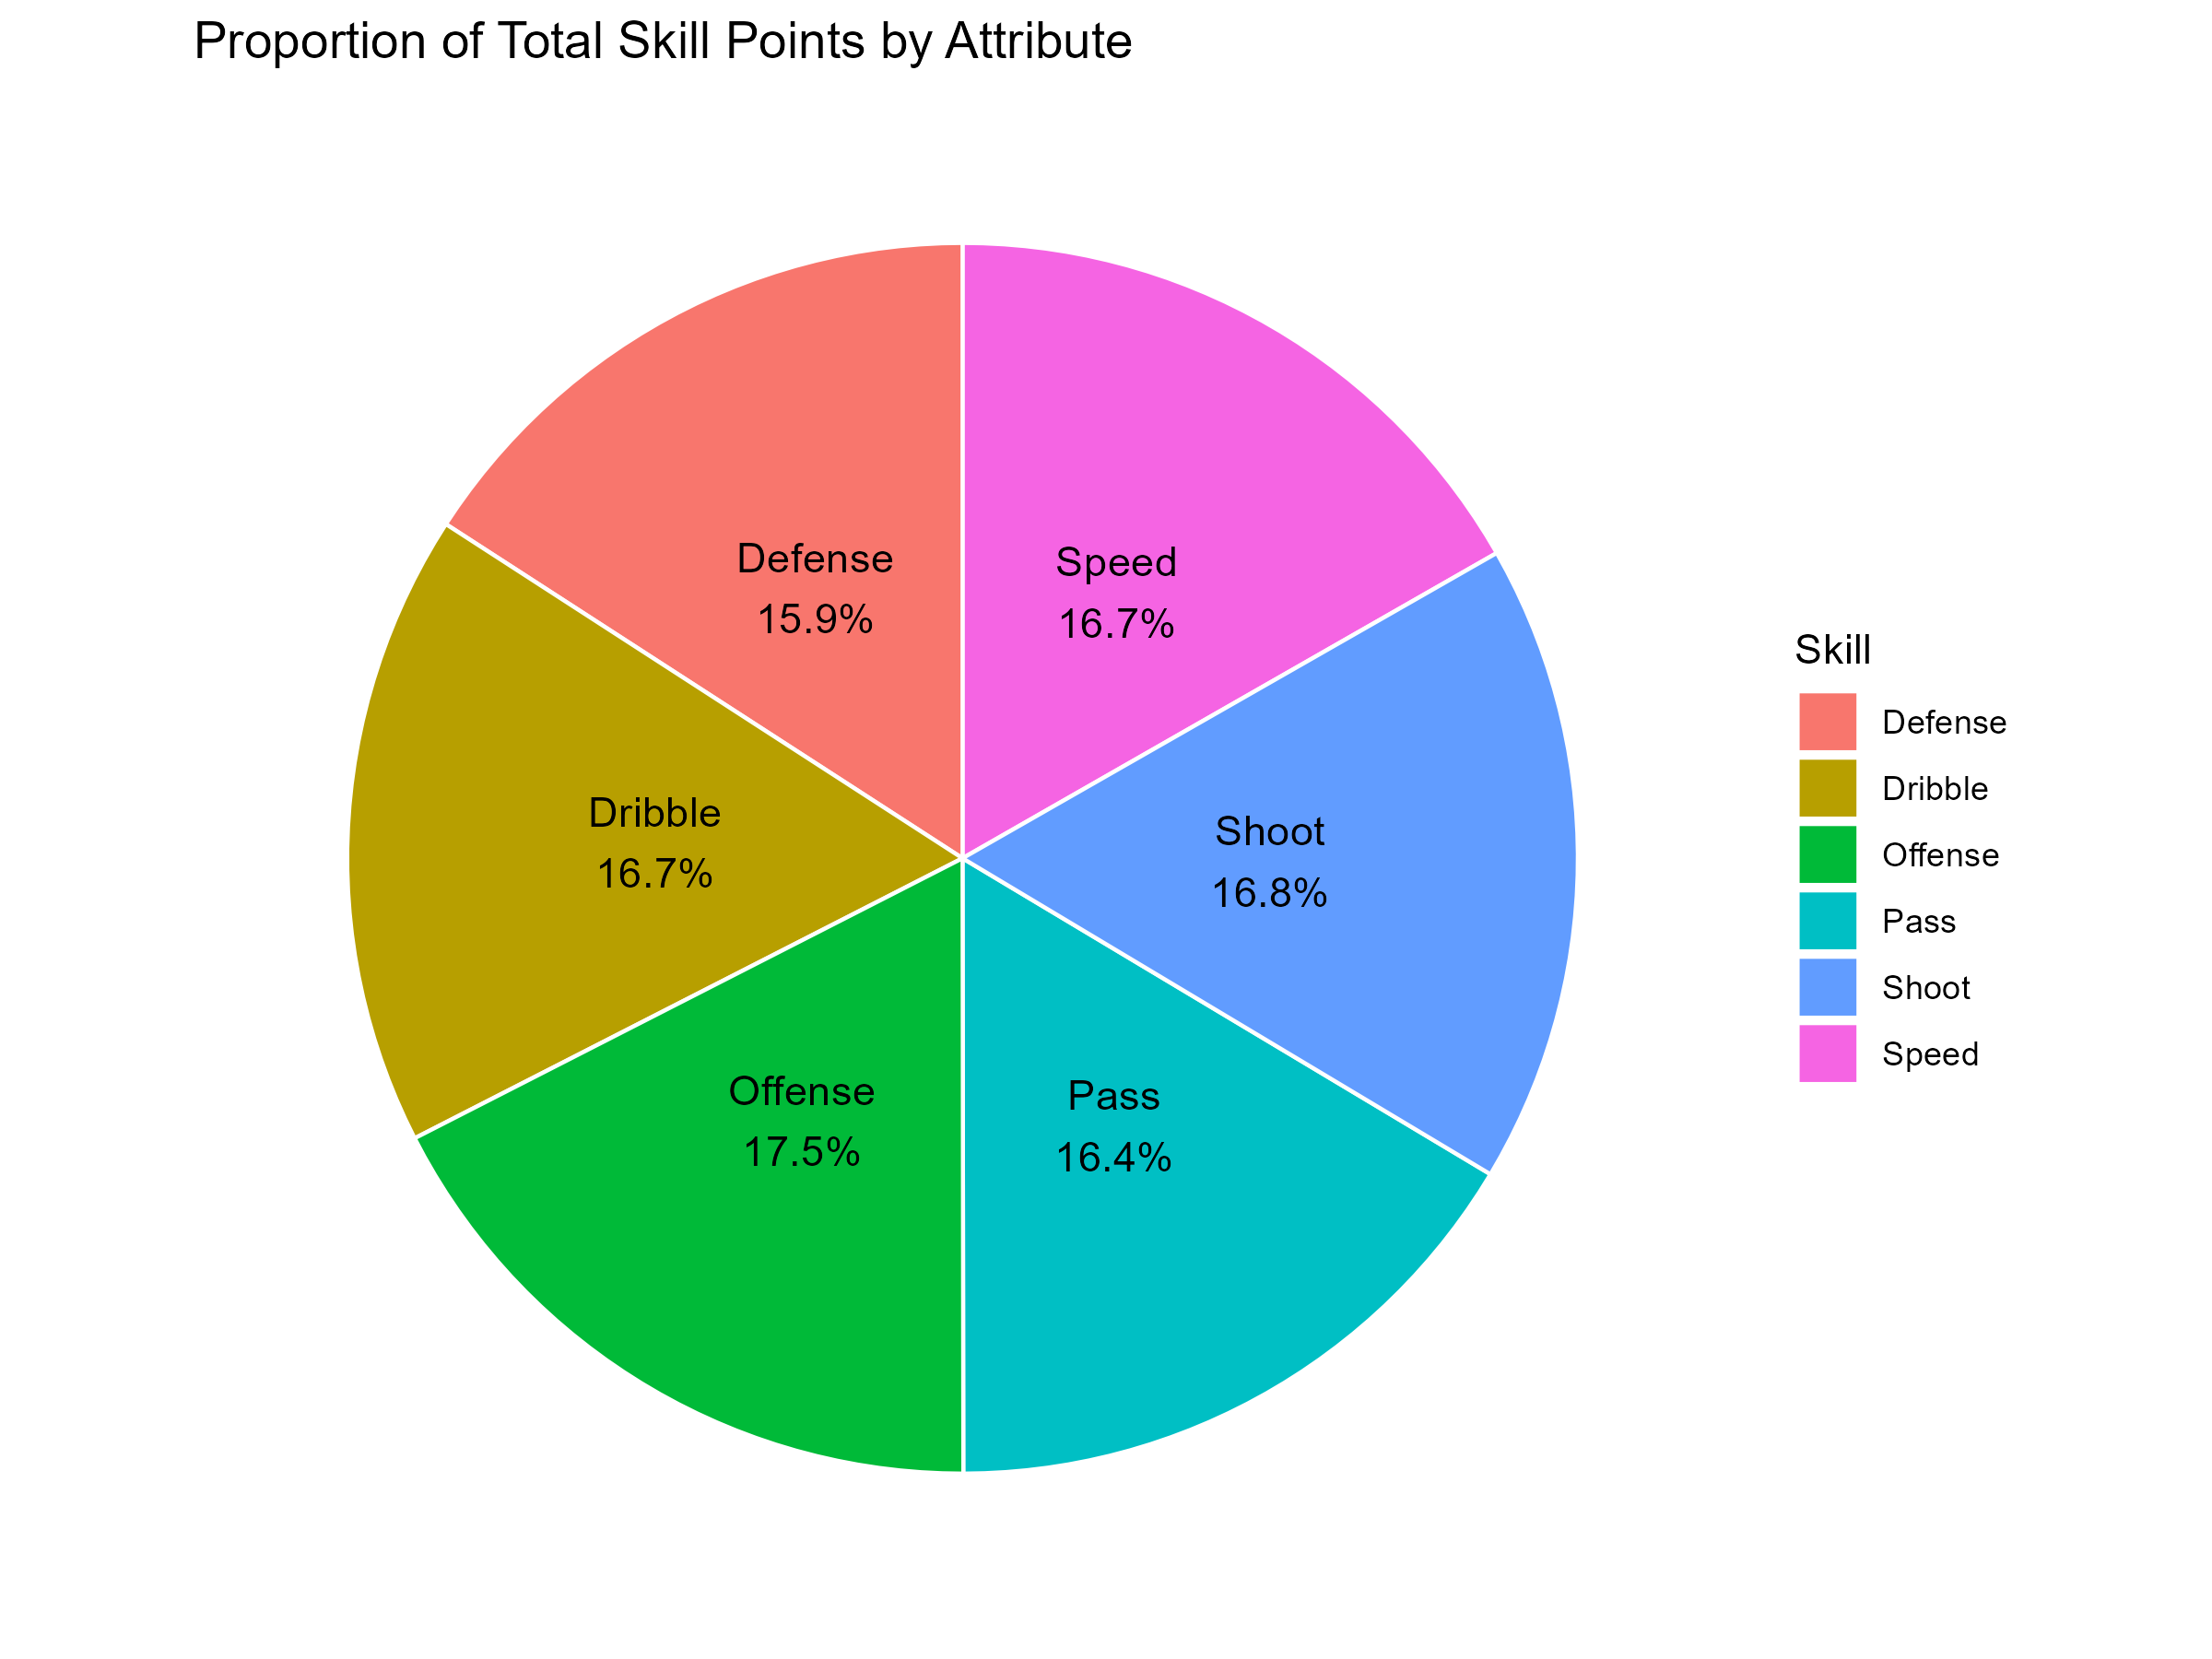 Proportion of Total Skill Points by Attribute
Defense
15.9%
Speed
16.7%
Dribble
16.7%
Shoot
16.8%
Offense
17.5%
Pass
16.4%
Skill
Defense
Dribble
Offense
Pass
Shoot
Speed